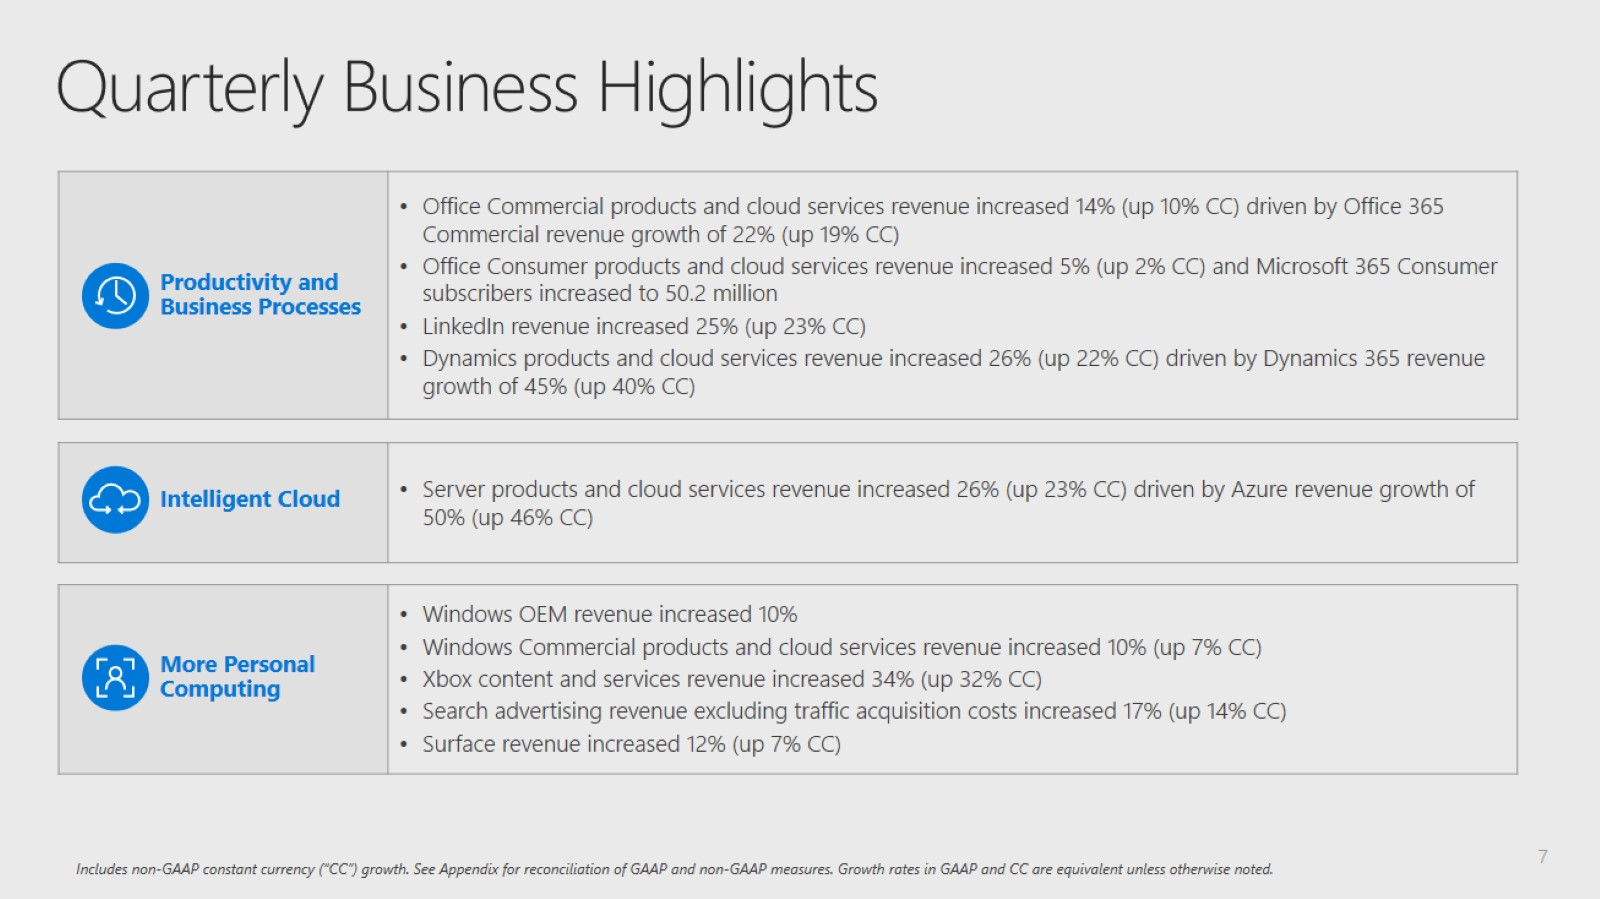 Quarterly Business Highlights
Productivity and
Business Processes
• Office Commercial products and cloud services revenue increased 14% (up 10% CC) driven by Office 365
Commercial revenue growth of 22% (up 19% CC)
• Office Consumer products and cloud services revenue increased 5% (up 2% CC) and Microsoft 365 Consumer
subscribers increased to 50.2 million
• LinkedIn revenue increased 25% (up 23% CC)
• Dynamics products and cloud services revenue increased 26% (up 22% CC) driven by Dynamics 365 revenue
growth of 45% (up 40% CC)
Intelligent Cloud
• Server products and cloud services revenue increased 26% (up 23% CC) driven by Azure revenue growth of
50% (up 46% CC)
More Personal
Computing
• Windows OEM revenue increased 10%
• Windows Commercial products and cloud services revenue increased 10% (up 7% CC)
• Xbox content and services revenue increased 34% (up 32% CC)
• Search advertising revenue excluding traffic acquisition costs increased 17% (up 14% CC)
• Surface revenue increased 12% (up 7% CC)
Includes non-GAAP constant currency ("CC") growth. See Appendix for reconciliation of GAAP and non-GAAP measures. Growth rates in GAAP and CC are equivalent unless otherwise noted.
7